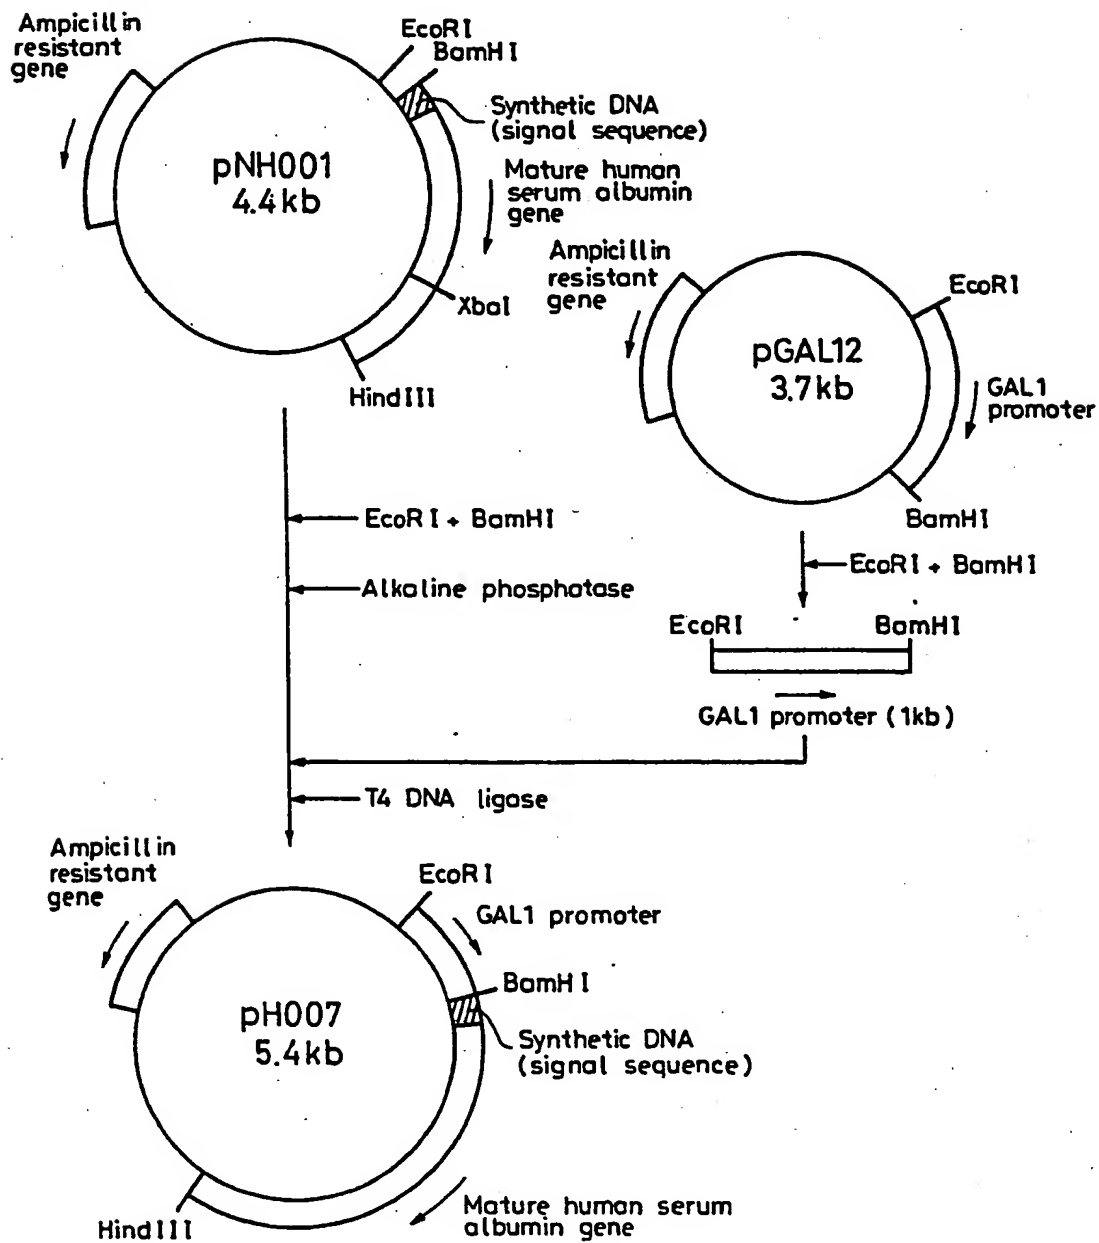 Ampicillin
resistant
gene
EcoRI
BamHI
Synthetic DNA
(signal sequence)
pNH001
4.4kb
Mature human
serum albumin
gene
XbaI
HindIII
Ampicillin
resistant
gene
EcoRI
pGAL12
3.7kb
GAL1
promoter
BamHI
EcoRI + BamHI
Alkaline phosphatase
EcoRI + BamHI
EcoRI
BamHI
GAL1 promoter (1kb)
T4 DNA ligase
Ampicillin
resistant
gene
EcoRI
GAL1 promoter
BamHI
pH007
5.4kb
Synthetic DNA
(signal sequence)
HindIII
Mature human serum
albumin gene